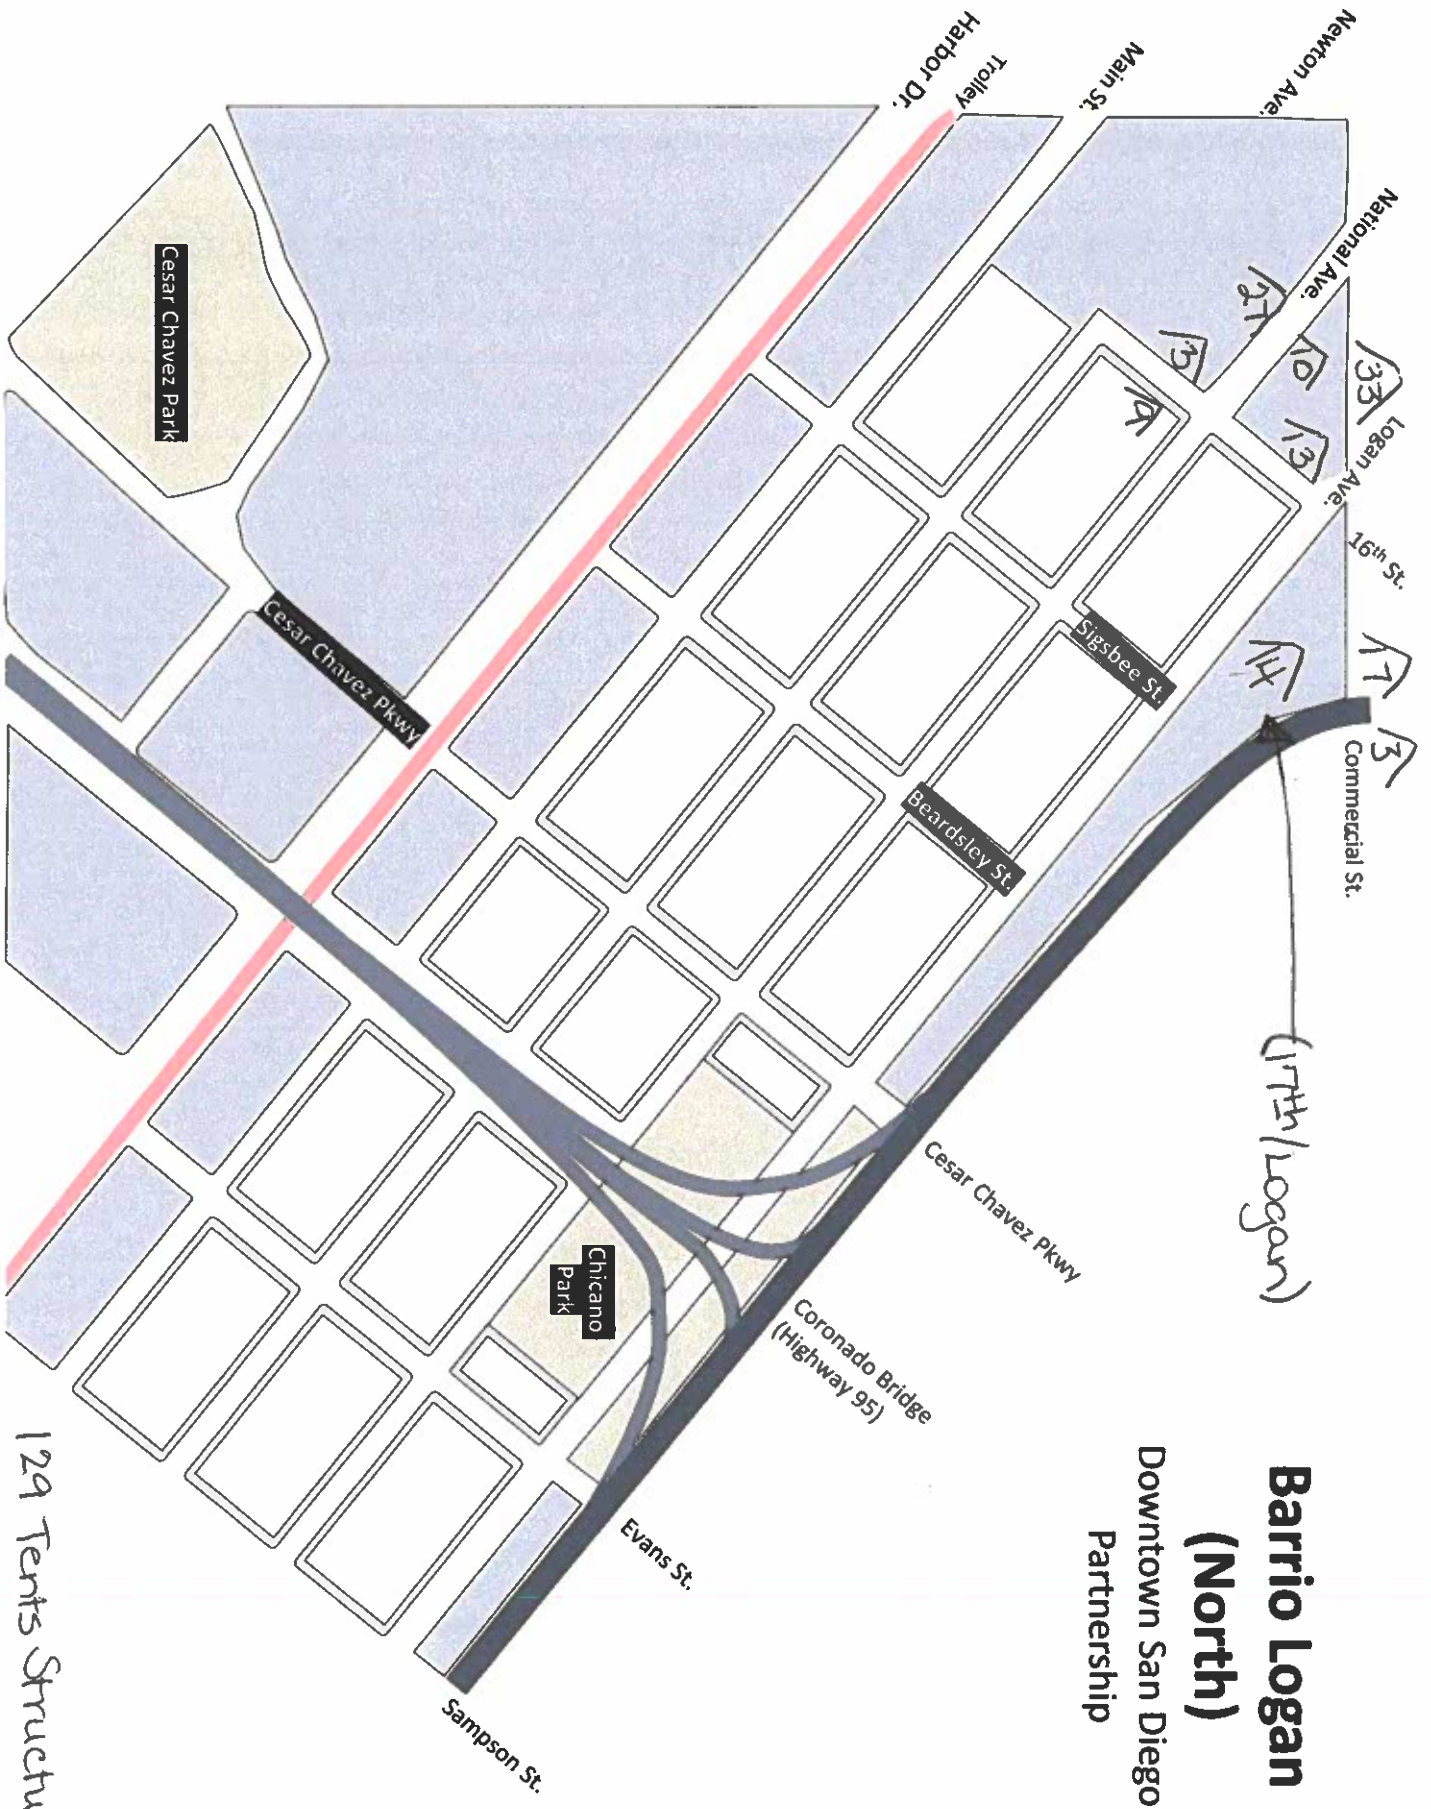 Barrio Logan
(North)
Downtown San Diego
Partnership
Newton Ave.
National Ave.
Logan Ave.
16th St.
Commercial St.
Main St.
Trolley
Harbor Dr.
33
27
10
13
3
9
17
3
14
(17th/Logan)
Sigsbee St.
Beardsley St.
Cesar Chavez Pkwy
Cesar Chavez Park
Cesar Chavez Pkwy
Coronado Bridge
(Highway 95)
Chicano
Park
Evans St.
Sampson St.
129 Tents Structu